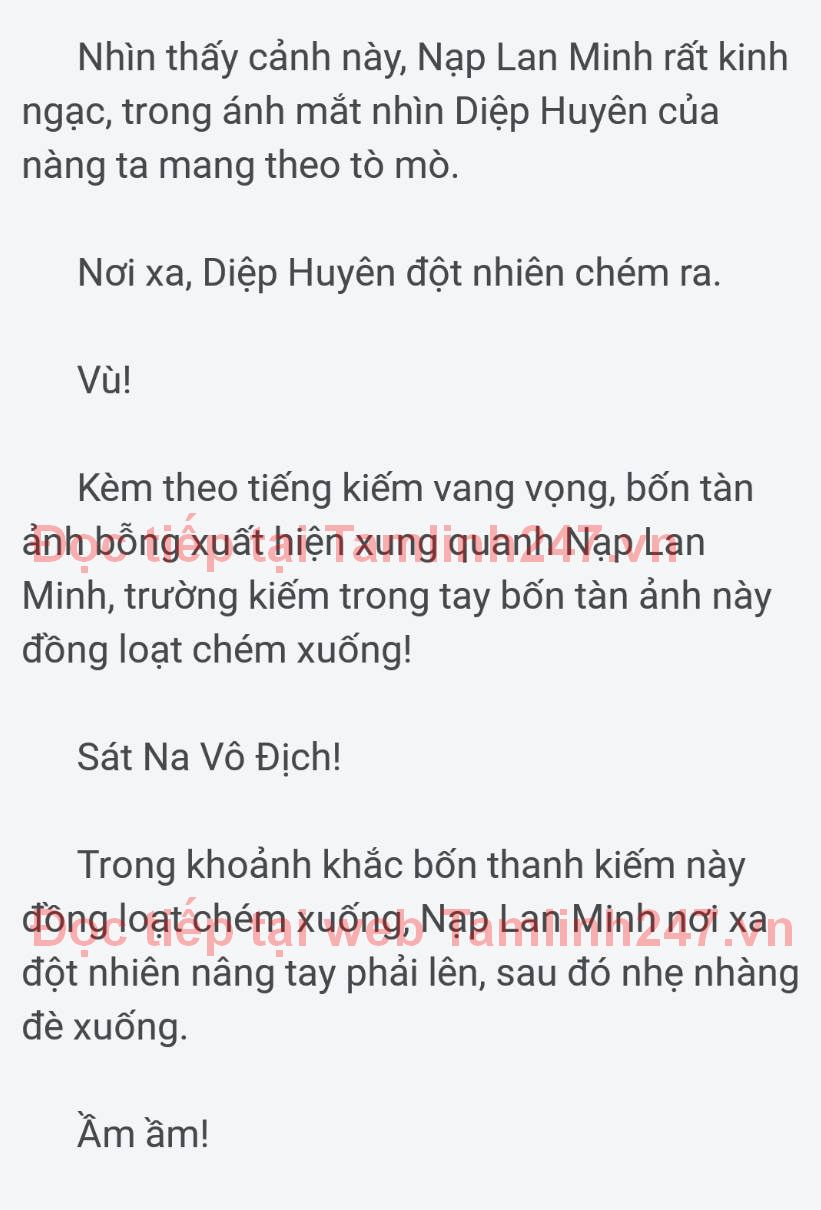 Nhìn thấy cảnh này, Nạp Lan Minh rất kinh
ngạc, trong ánh mắt nhìn Diệp Huyên của
nàng ta mang theo tò mò.
Nơi xa, Diệp Huyên đột nhiên chém ra.
Vù!
Kèm theo tiếng kiếm vang vọng, bốn tàn
ảnh bỗng xuất hiện xung quanh Nạp Lan
Đọc tiếp tại Tamlinh247.vn
Minh, trường kiếm trong tay bốn tàn ảnh này
đồng loạt chém xuống!
Sát Na Vô Địch!
Trong khoảnh khắc bốn thanh kiếm này
đồng loạt chém xuống, Nạp Lan Minh nơi xa
Đọc tiếp tại web Tamlinh247.vn
đột nhiên nâng tay phải lên, sau đó nhẹ nhàng
đè xuống.
Ầm ầm!